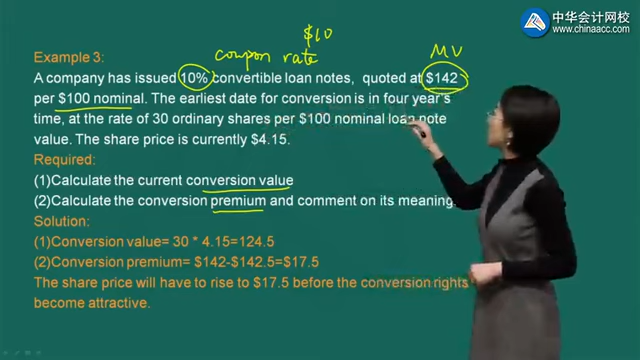 中华会计网校
www.chinaacc.com
$10
coupon rate
MV
Example 3:
A company has issued 10% convertible loan notes, quoted at $142
per $100 nominal. The earliest date for conversion is in four year's
time, at the rate of 30 ordinary shares per $100 nominal loan note
value. The share price is currently $4.15.
Required:
(1)Calculate the current conversion value
(2)Calculate the conversion premium and comment on its meaning.
Solution:
(1)Conversion value= 30 * 4.15=124.5
(2)Conversion premium= $142-$142.5=$17.5
The share price will have to rise to $17.5 before the conversion rights
become attractive.